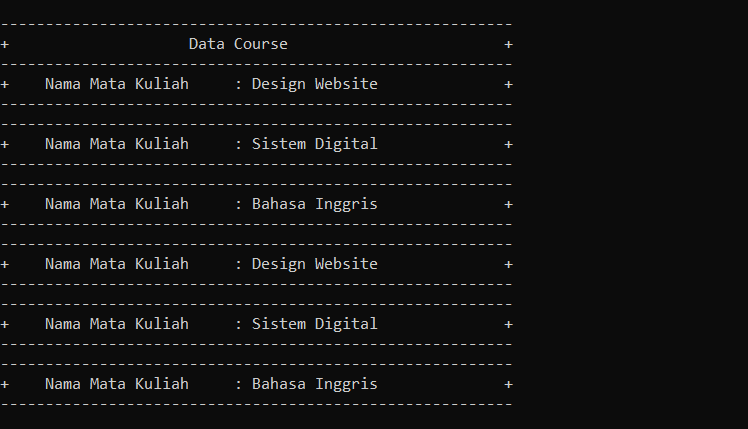 ---------------------------------------------------------
+                    Data Course                        +
---------------------------------------------------------
+    Nama Mata Kuliah     : Design Website              +
---------------------------------------------------------
---------------------------------------------------------
+    Nama Mata Kuliah     : Sistem Digital              +
---------------------------------------------------------
---------------------------------------------------------
+    Nama Mata Kuliah     : Bahasa Inggris              +
---------------------------------------------------------
---------------------------------------------------------
+    Nama Mata Kuliah     : Design Website              +
---------------------------------------------------------
---------------------------------------------------------
+    Nama Mata Kuliah     : Sistem Digital              +
---------------------------------------------------------
---------------------------------------------------------
+    Nama Mata Kuliah     : Bahasa Inggris              +
---------------------------------------------------------